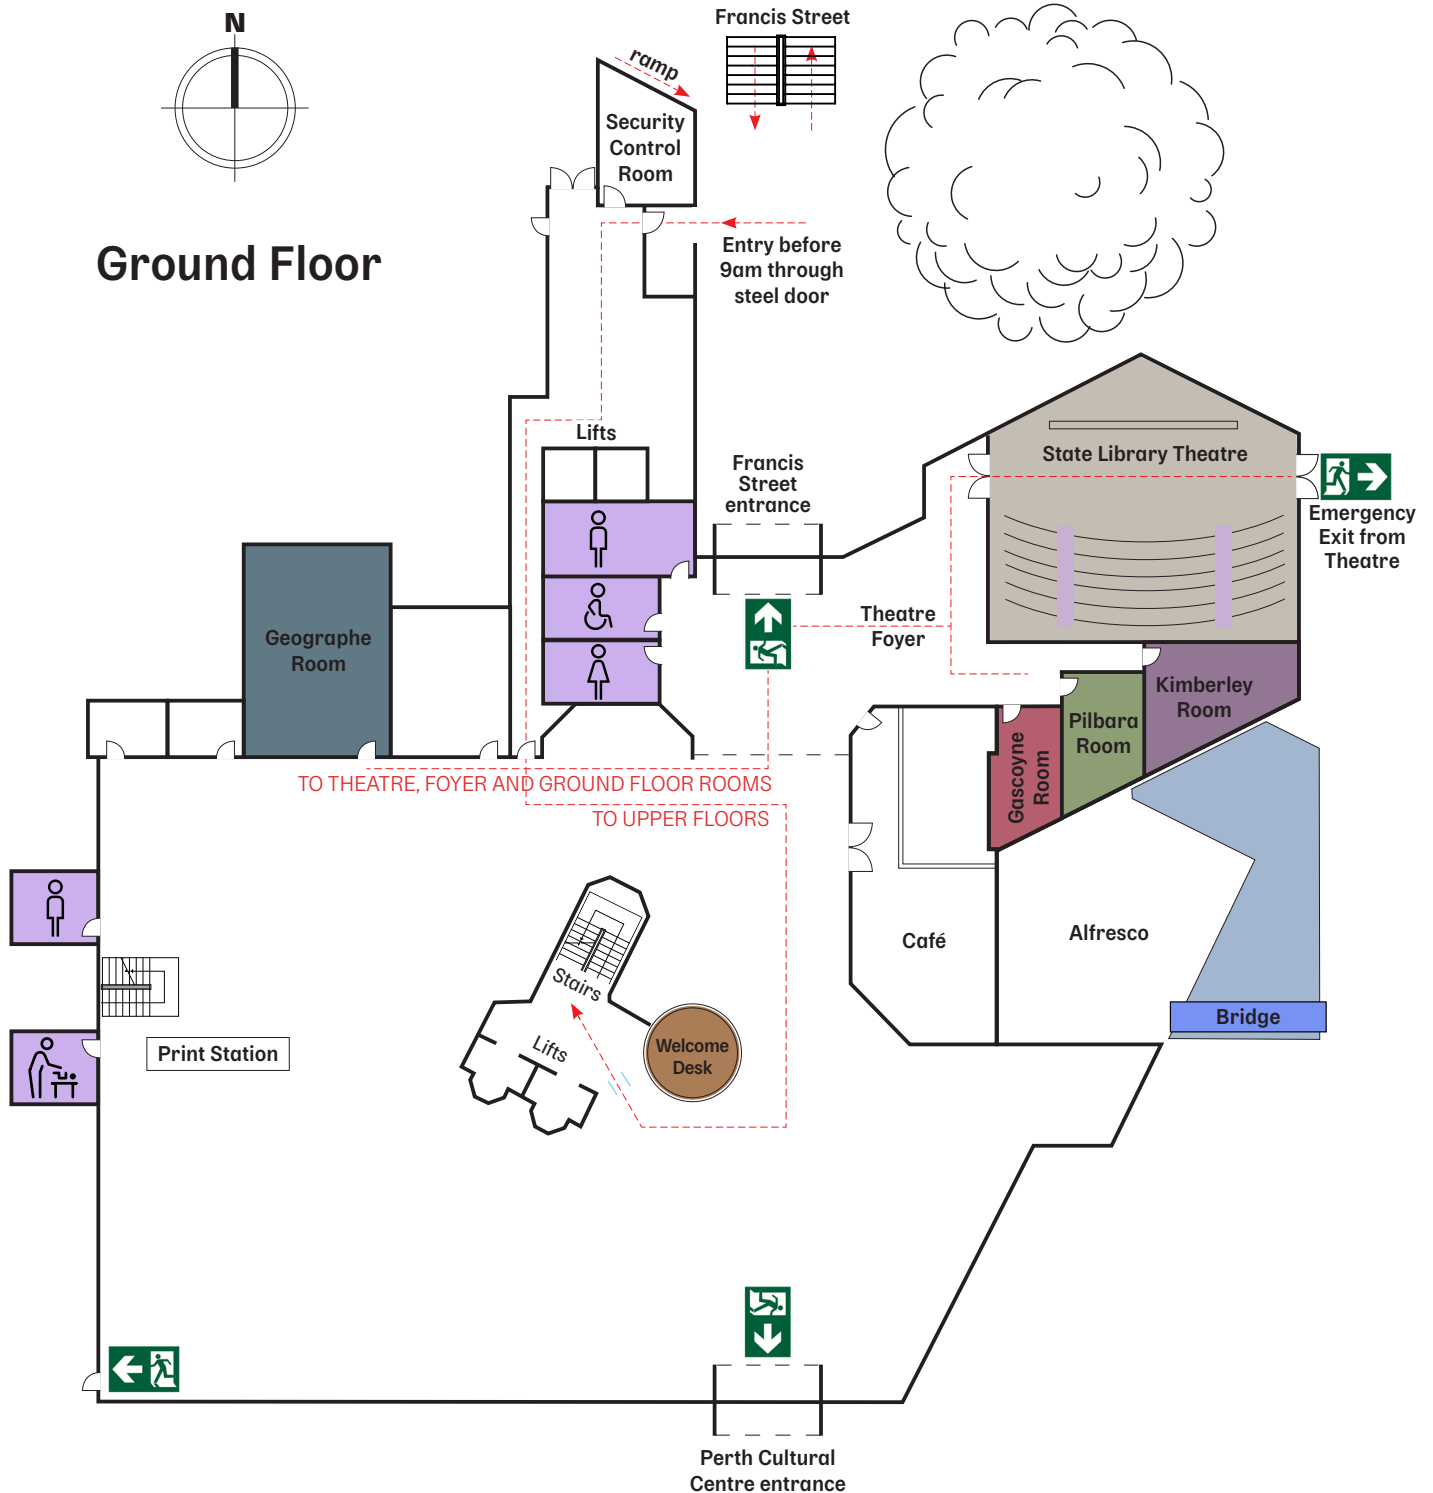 N
Francis Street
ramp
Security
Control
Room
Ground Floor
Entry before
9am through
steel door
Lifts
Francis
Street
entrance
State Library Theatre
Emergency
Exit from
Theatre
Theatre
Foyer
Geographe
Room
Kimberley
Room
Pilbara
Room
Gascoyne
Room
TO THEATRE, FOYER AND GROUND FLOOR ROOMS
TO UPPER FLOORS
Café
Alfresco
Stairs
Bridge
Lifts
Welcome
Desk
Print Station
Perth Cultural
Centre entrance